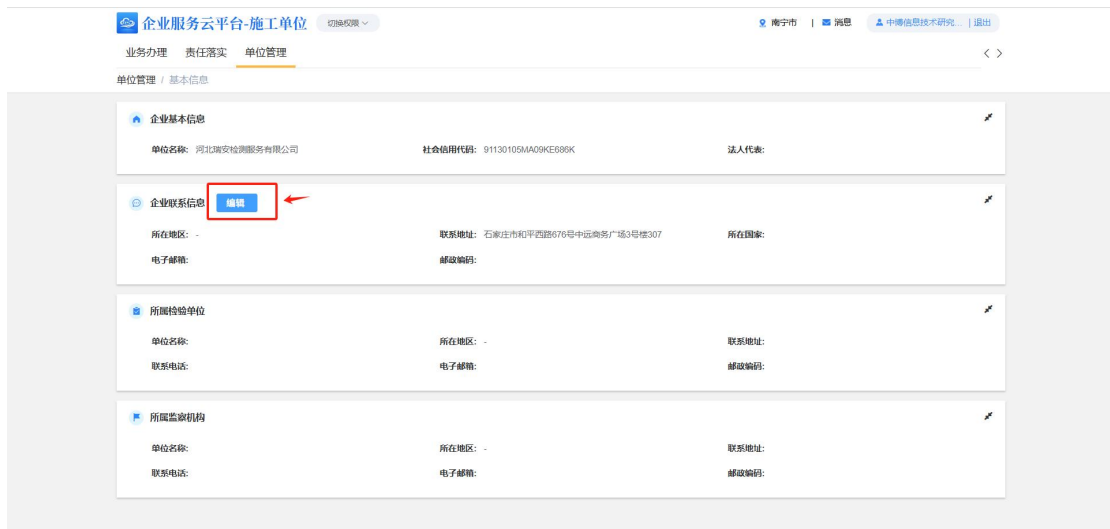 企业服务云平台-施工单位 切换权限 南宁市 | 消息 中博信息技术研究... | 退出
业务办理 责任落实 单位管理 < >
单位管理 / 基本信息
企业基本信息
单位名称: 河北瑞安检测服务有限公司 社会信用代码: 91130105MA09KE686K 法人代表:
企业联系信息 编辑
所在地区: - 联系地址: 石家庄市和平西路676号中远商务广场3号楼307 所在国家:
电子邮箱: 邮政编码:
所属检验单位
单位名称: 所在地区: - 联系地址:
联系电话: 电子邮箱: 邮政编码:
所属监察机构
单位名称: 所在地区: - 联系地址:
联系电话: 电子邮箱: 邮政编码: